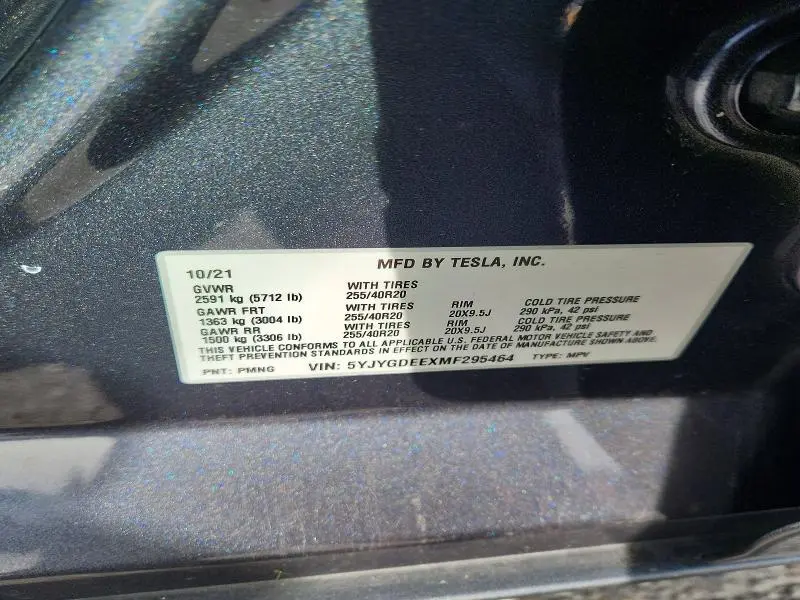 MFD BY TESLA, INC.
10/21
GVWR WITH TIRES
2591 kg (5712 lb) 255/40R20
GAWR FRT WITH TIRES RIM COLD TIRE PRESSURE
1363 kg (3004 lb) 255/40R20 20X9.5J 290 kPa, 42 psi
GAWR RR WITH TIRES RIM COLD TIRE PRESSURE
1500 kg (3306 lb) 255/40R20 20X9.5J 290 kPa, 42 psi
THIS VEHICLE CONFORMS TO ALL APPLICABLE U.S. FEDERAL MOTOR VEHICLE SAFETY AND
THEFT PREVENTION STANDARDS IN EFFECT ON THE DATE OF MANUFACTURE SHOWN ABOVE.
PNT: PMNG VIN: 5YJYGDEEXMF295464 TYPE: MPV